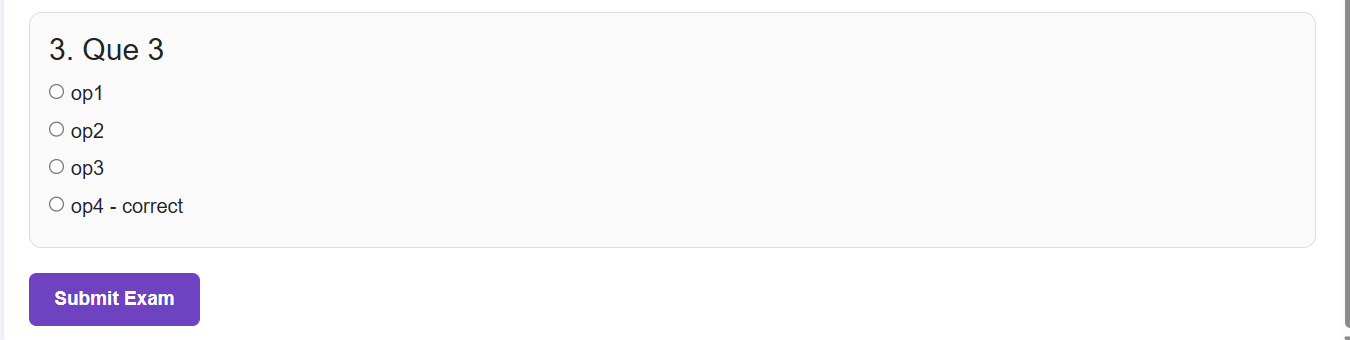 3. Que 3
op1
op2
op3
op4 - correct
Submit Exam